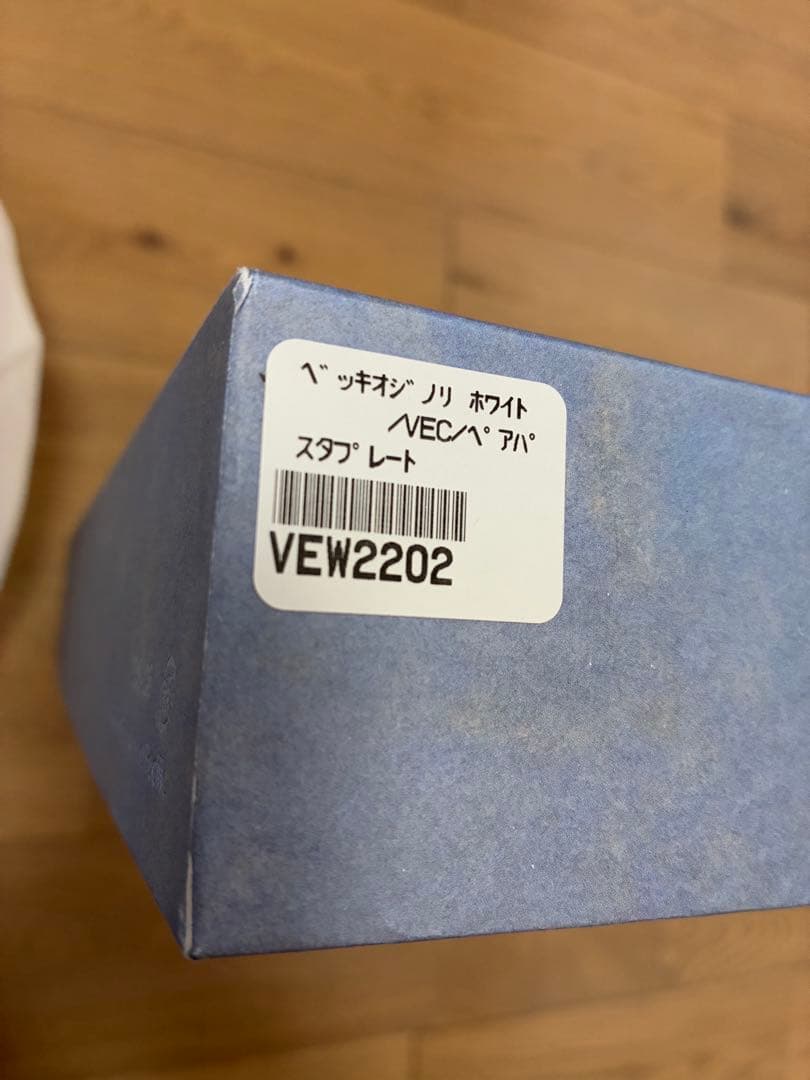 ﾍﾞｯｷｵｼﾞﾉﾘ ﾎﾜｲﾄ
/VEC/ﾍﾟｱﾊﾟ
ｽﾀﾌﾟﾚｰﾄ
VEW2202